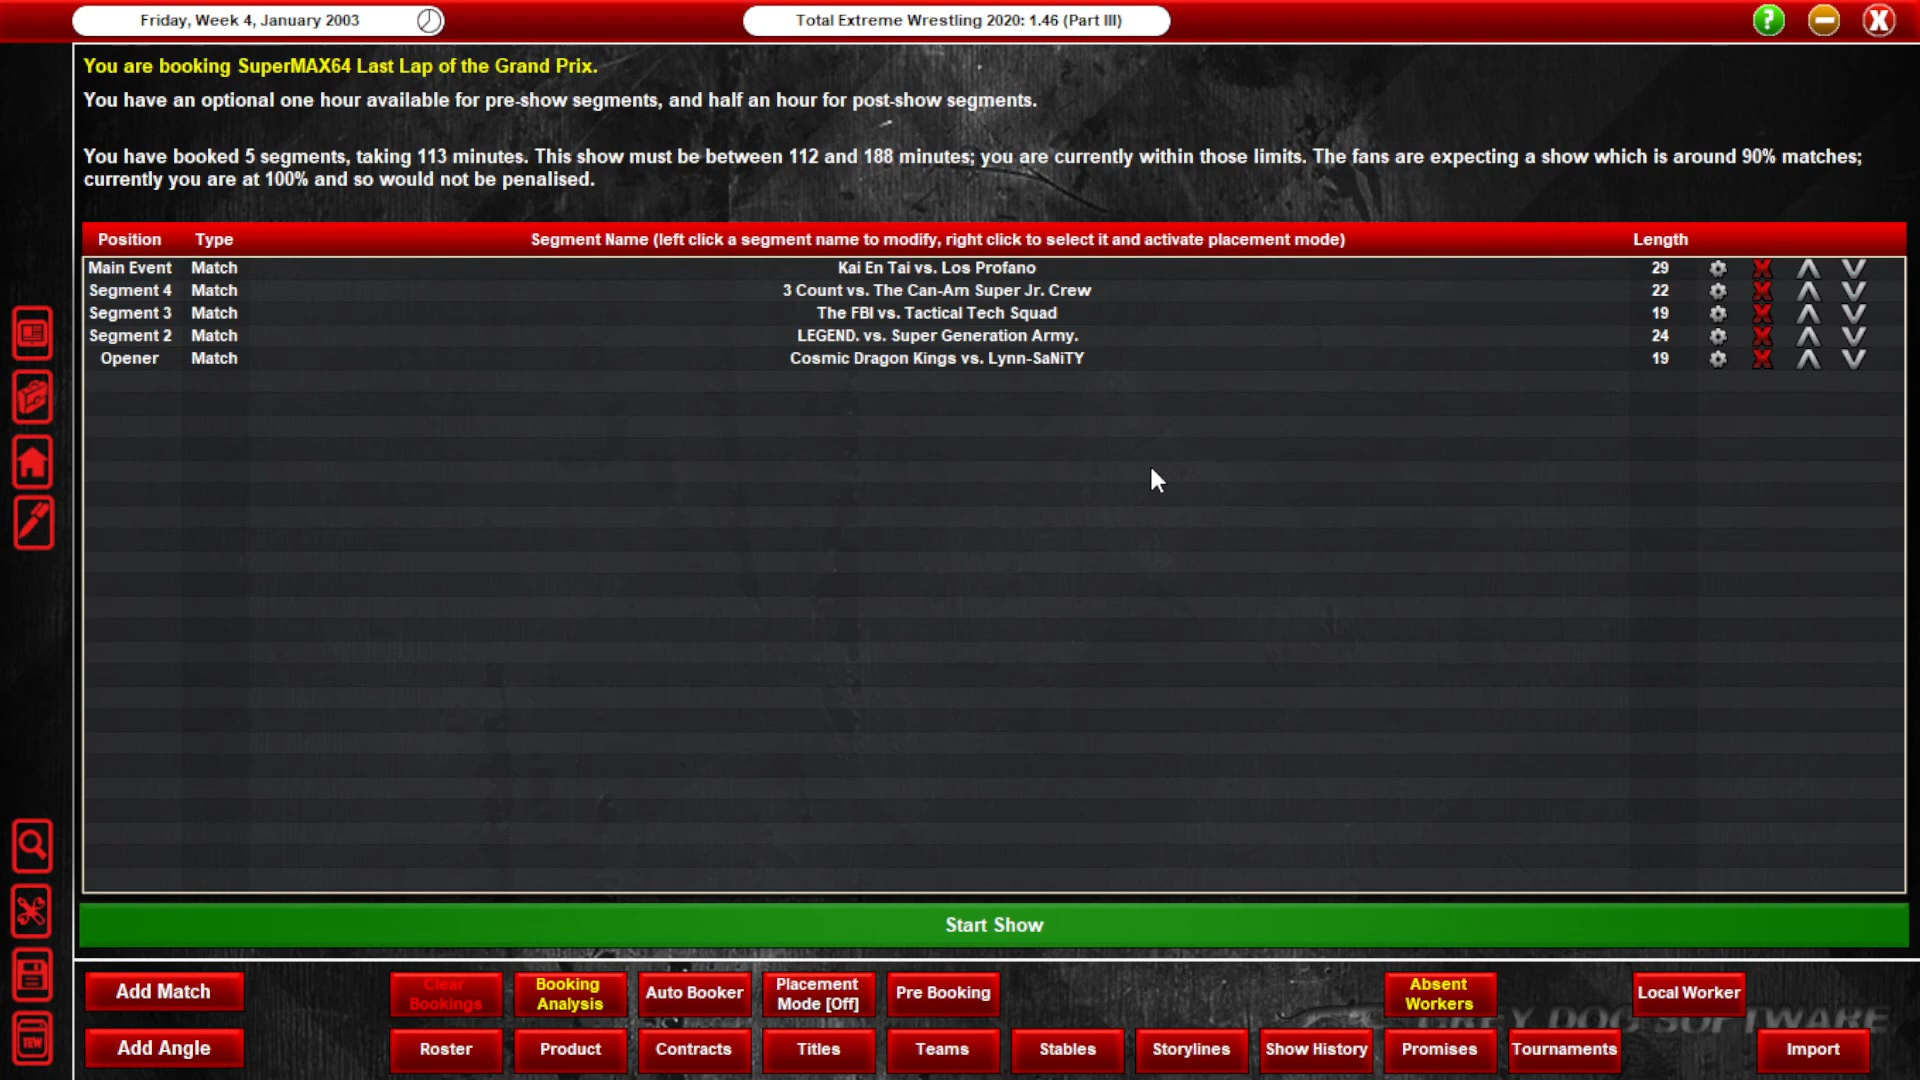 Friday, Week 4, January 2003
Total Extreme Wrestling 2020: 1.46 (Part III)
?
X
You are booking SuperMAX64 Last Lap of the Grand Prix.
You have an optional one hour available for pre-show segments, and half an hour for post-show segments.
You have booked 5 segments, taking 113 minutes. This show must be between 112 and 188 minutes; you are currently within those limits. The fans are expecting a show which is around 90% matches;
currently you are at 100% and so would not be penalised.
Position Type Segment Name (left click a segment name to modify, right click to select it and activate placement mode) Length
Main Event Match Kai En Tai vs. Los Profano 29
Segment 4 Match 3 Count vs. The Can-Am Super Jr. Crew 22
Segment 3 Match The FBI vs. Tactical Tech Squad 19
Segment 2 Match LEGEND. vs. Super Generation Army. 24
Opener Match Cosmic Dragon Kings vs. Lynn-SaNiTY 19
Start Show
Add Match
Clear Bookings
Booking Analysis
Auto Booker
Placement Mode [Off]
Pre Booking
Absent Workers
Local Worker
GREY DOG SOFTWARE
TEW
Add Angle
Roster
Product
Contracts
Titles
Teams
Stables
Storylines
Show History
Promises
Tournaments
Import